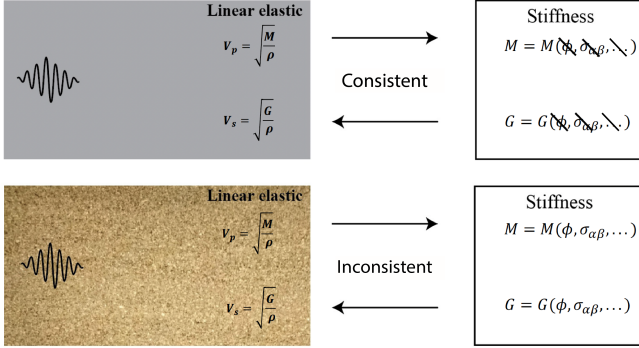 Linear elastic
V_p = √(M/ρ)
V_s = √(G/ρ)
Consistent
Stiffness
M = M(ϕ, σ_αβ, …)
G = G(ϕ, σ_αβ, …)
Linear elastic
V_p = √(M/ρ)
V_s = √(G/ρ)
Inconsistent
Stiffness
M = M(ϕ, σ_αβ, …)
G = G(ϕ, σ_αβ, …)